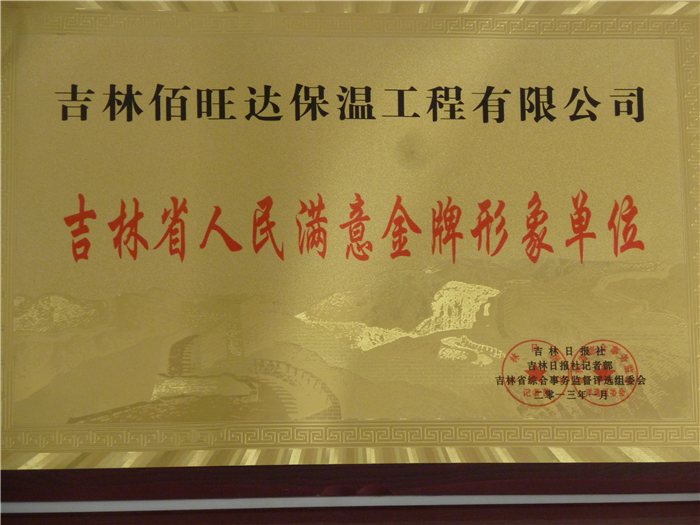 吉林佰旺达保温工程有限公司
吉林省人民满意金牌形象单位
吉林日报社
吉林日报社记者部
吉林省综合事务监督评选组委会
二零一三年一月